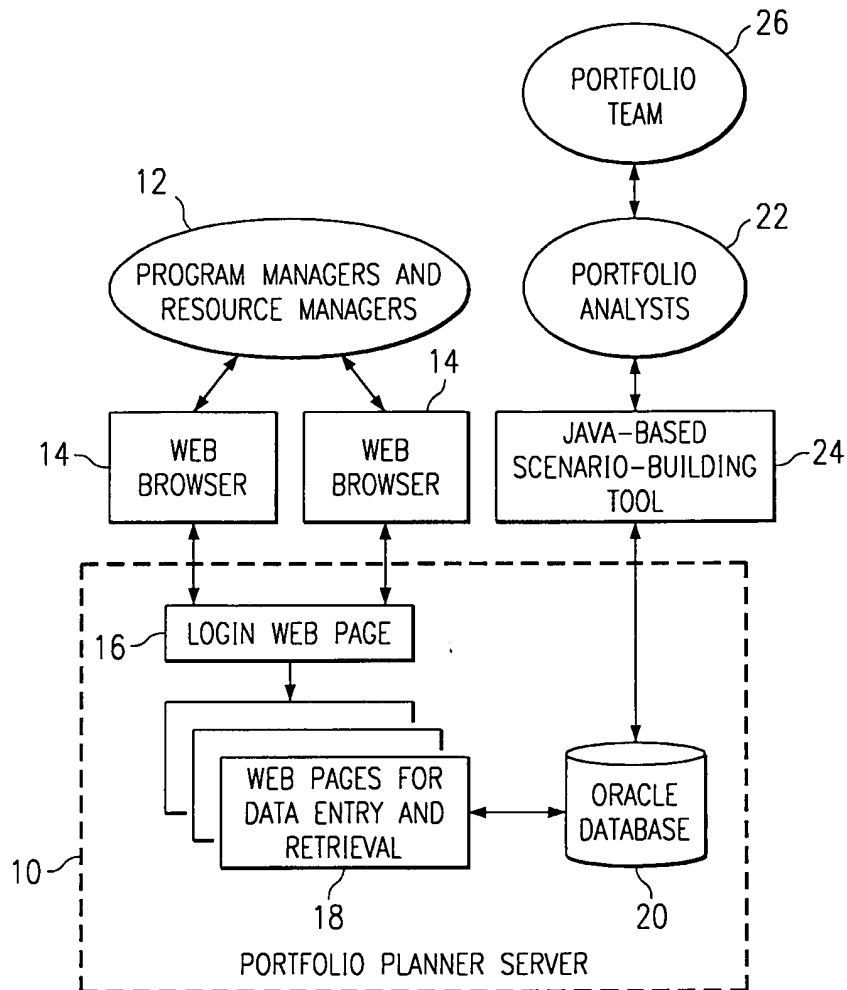 26
PORTFOLIO
TEAM
12
22
PROGRAM MANAGERS AND
RESOURCE MANAGERS
PORTFOLIO
ANALYSTS
14
14
WEB
BROWSER
WEB
BROWSER
JAVA-BASED
SCENARIO-BUILDING
TOOL
24
16
LOGIN WEB PAGE
WEB PAGES FOR
DATA ENTRY AND
RETRIEVAL
ORACLE
DATABASE
10
18
20
PORTFOLIO PLANNER SERVER